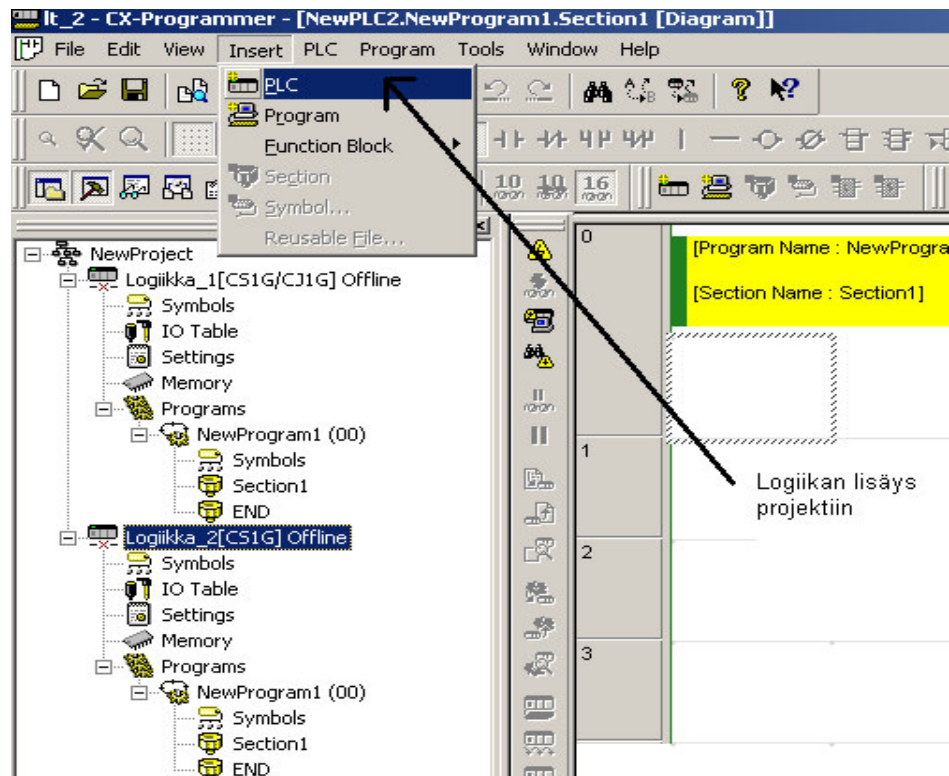 lt_2 - CX-Programmer - [NewPLC2.NewProgram1.Section1 [Diagram]]
File Edit View Insert PLC Program Tools Window Help
PLC
Program
Function Block
Section
Symbol...
Reusable File...
10 10 16
NewProject
Logiikka_1[CS1G/CJ1G] Offline
Symbols
IO Table
Settings
Memory
Programs
NewProgram1 (00)
Symbols
Section1
END
Logiikka_2[CS1G] Offline
Symbols
IO Table
Settings
Memory
Programs
NewProgram1 (00)
Symbols
Section1
END
0
[Program Name : NewProgra
[Section Name : Section1]
1
Logiikan lisäys
projektiin
2
3